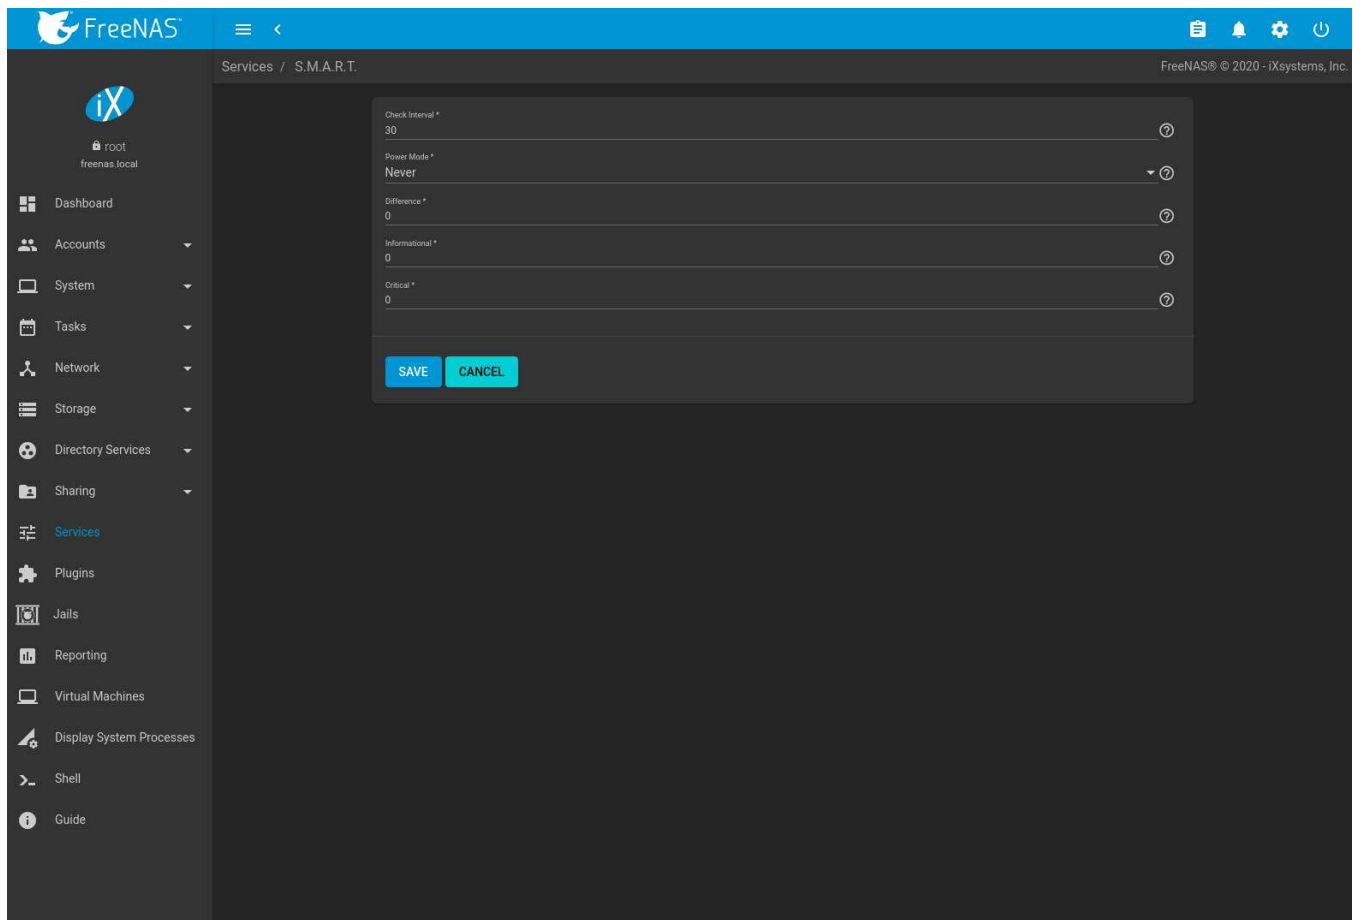 FreeNAS™
Services / S.M.A.R.T.
FreeNAS® © 2020 - iXsystems, Inc.
iX
root
freenas.local
Dashboard
Accounts
System
Tasks
Network
Storage
Directory Services
Sharing
Services
Plugins
Jails
Reporting
Virtual Machines
Display System Processes
Shell
Guide
Check Interval *
30
Power Mode *
Never
Difference *
0
Informational *
0
Critical *
0
SAVE CANCEL